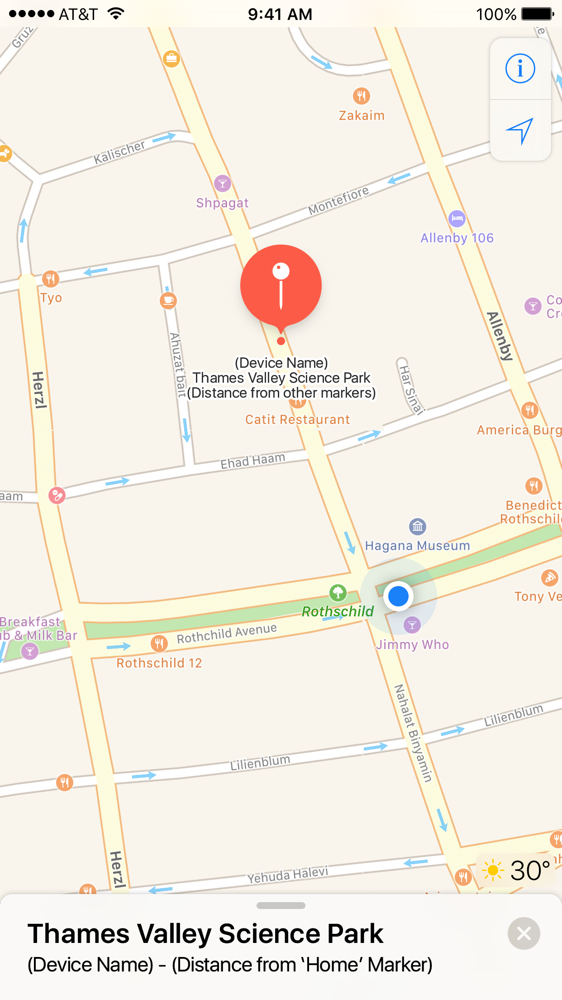 AT&T
9:41 AM
100%
Gruz
Zakaim
Kalischer
Shpagat
Montefiore
Allenby 106
Tyo
Co
Cre
Allenby
Ahuzat bait
Herzl
(Device Name)
Thames Valley Science Park
(Distance from other markers)
Har Sinai
Catit Restaurant
America Burg
Ehad Haam
aam
Benedict
Rothschild
Hagana Museum
Tony Ve
Rothschild
Breakfast
ub & Milk Bar
Rothchild Avenue
Jimmy Who
Rothschild 12
Nahalat Binyamin
Lilienblum
Lilienblum
Herzl
30°
Yehuda Halevi
Thames Valley Science Park
(Device Name) - (Distance from ‘Home’ Marker)